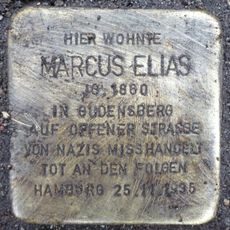 HIER WOHNTE
MARCUS ELIAS
JG. 1860
IN GUDENSBERG
AUF OFFENER STRASSE
VON NAZIS MISSHANDELT
TOT AN DEN FOLGEN
HAMBURG 25.11.1935